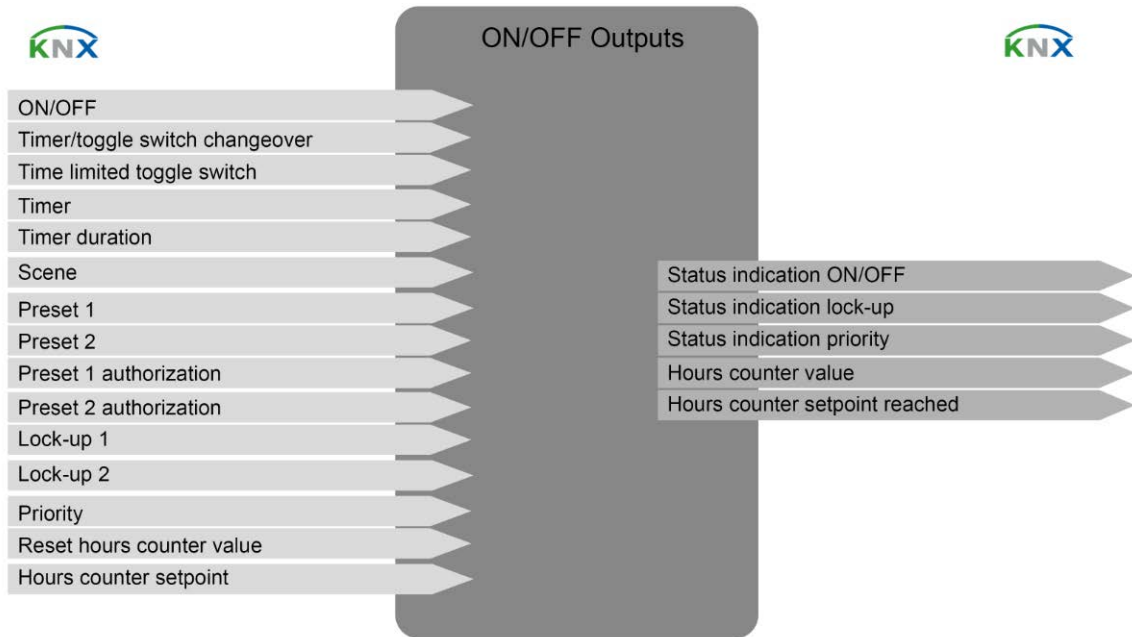 KNX
ON/OFF Outputs
KNX
ON/OFF
Timer/toggle switch changeover
Time limited toggle switch
Timer
Timer duration
Scene
Preset 1
Preset 2
Preset 1 authorization
Preset 2 authorization
Lock-up 1
Lock-up 2
Priority
Reset hours counter value
Hours counter setpoint
Status indication ON/OFF
Status indication lock-up
Status indication priority
Hours counter value
Hours counter setpoint reached